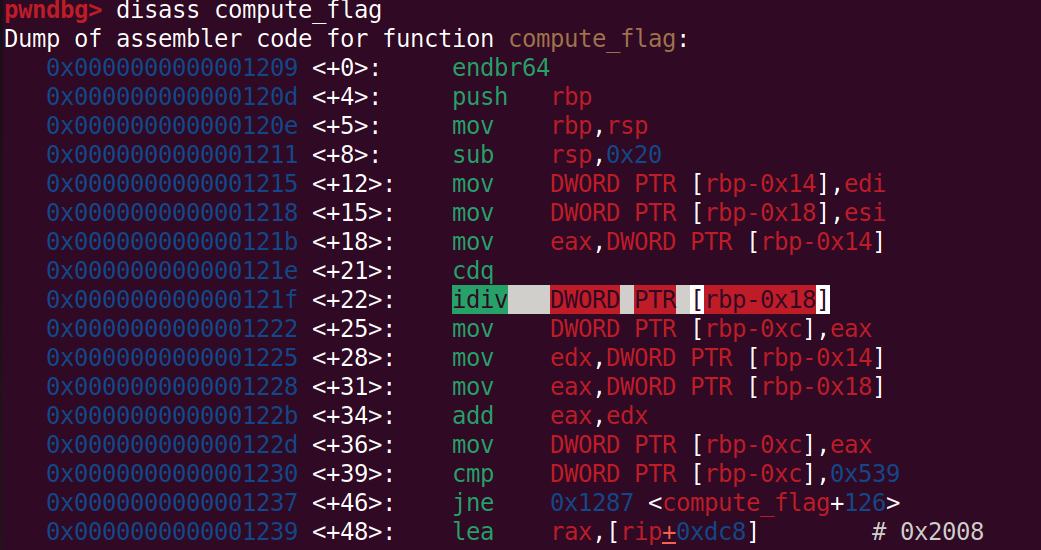 pwndbg> disass compute_flag
Dump of assembler code for function compute_flag:
0x0000000000001209 <+0>: endbr64
0x000000000000120d <+4>: push rbp
0x000000000000120e <+5>: mov rbp,rsp
0x0000000000001211 <+8>: sub rsp,0x20
0x0000000000001215 <+12>: mov DWORD PTR [rbp-0x14],edi
0x0000000000001218 <+15>: mov DWORD PTR [rbp-0x18],esi
0x000000000000121b <+18>: mov eax,DWORD PTR [rbp-0x14]
0x000000000000121e <+21>: cdq
0x000000000000121f <+22>: idiv DWORD PTR [rbp-0x18]
0x0000000000001222 <+25>: mov DWORD PTR [rbp-0xc],eax
0x0000000000001225 <+28>: mov edx,DWORD PTR [rbp-0x14]
0x0000000000001228 <+31>: mov eax,DWORD PTR [rbp-0x18]
0x000000000000122b <+34>: add eax,edx
0x000000000000122d <+36>: mov DWORD PTR [rbp-0xc],eax
0x0000000000001230 <+39>: cmp DWORD PTR [rbp-0xc],0x539
0x0000000000001237 <+46>: jne 0x1287 <compute_flag+126>
0x0000000000001239 <+48>: lea rax,[rip+0xdc8] # 0x2008